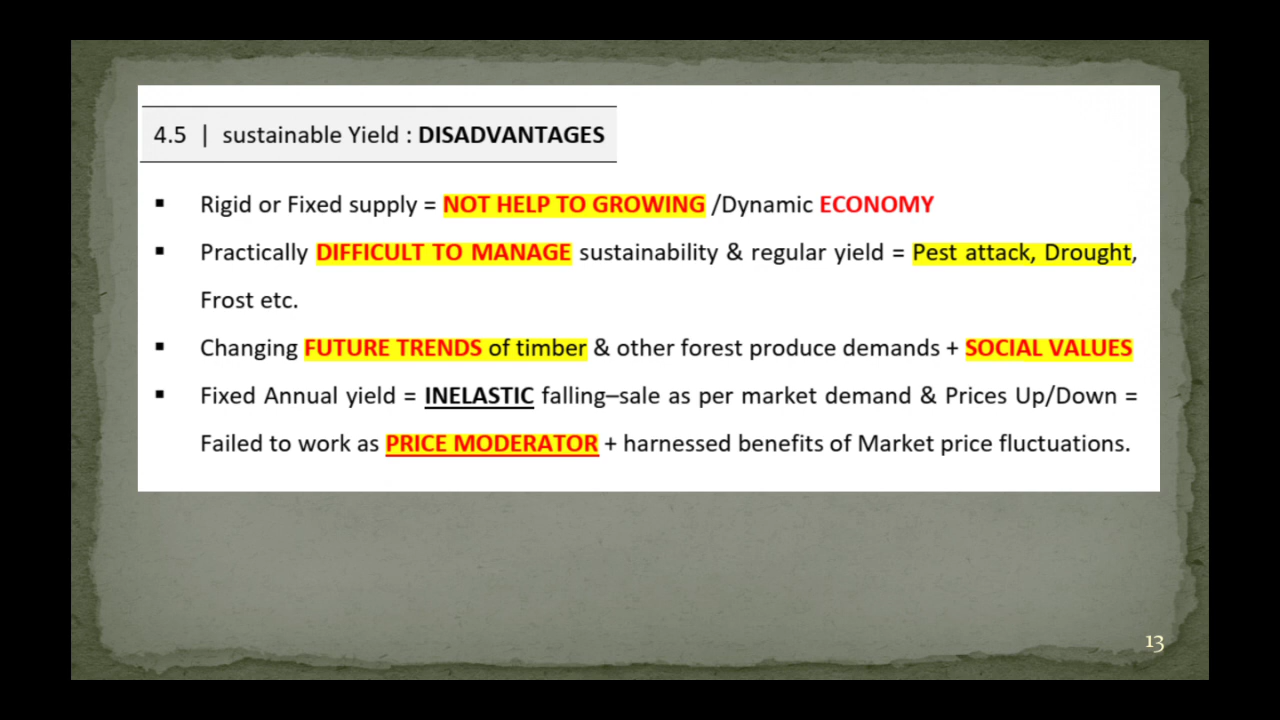 4.5 | sustainable Yield : DISADVANTAGES
▪ Rigid or Fixed supply = NOT HELP TO GROWING /Dynamic ECONOMY
▪ Practically DIFFICULT TO MANAGE sustainability & regular yield = Pest attack, Drought,
Frost etc.
▪ Changing FUTURE TRENDS of timber & other forest produce demands + SOCIAL VALUES
▪ Fixed Annual yield = INELASTIC falling–sale as per market demand & Prices Up/Down =
Failed to work as PRICE MODERATOR + harnessed benefits of Market price fluctuations.
13